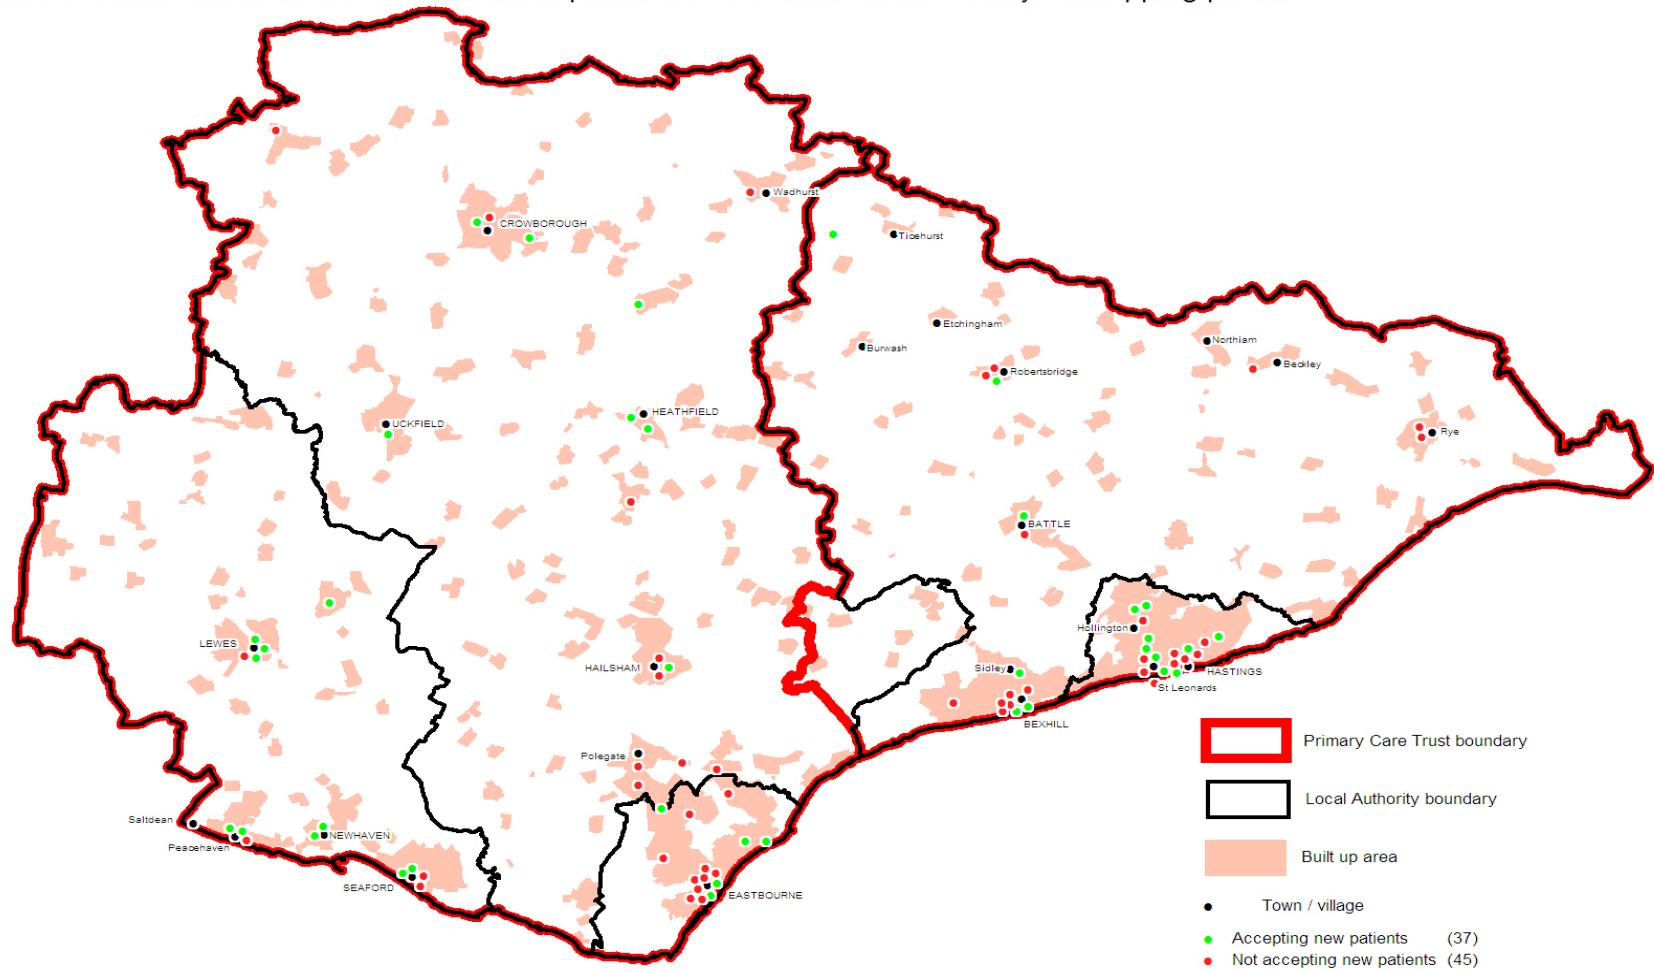 Wadhurst
CROWBOROUGH
Ticehurst
Etchingham
Burwash
Northiam
Beckley
Robertsbridge
HEATHFIELD
UCKFIELD
Rye
BATTLE
Hollington
LEWES
HAILSHAM
Sidley
HASTINGS
St Leonards
BEXHILL
Polegate
Saltdean
Peacehaven
NEWHAVEN
SEAFORD
EASTBOURNE
Primary Care Trust boundary
Local Authority boundary
Built up area
Town / village
Accepting new patients (37)
Not accepting new patients (45)